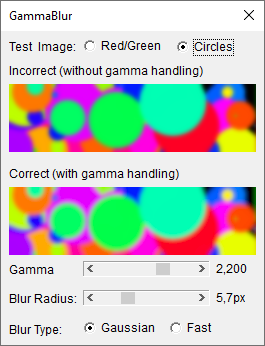 GammaBlur
Test Image: Red/Green Circles
Incorrect (without gamma handling)
Correct (with gamma handling)
Gamma 2,200
Blur Radius: 5,7px
Blur Type: Gaussian Fast